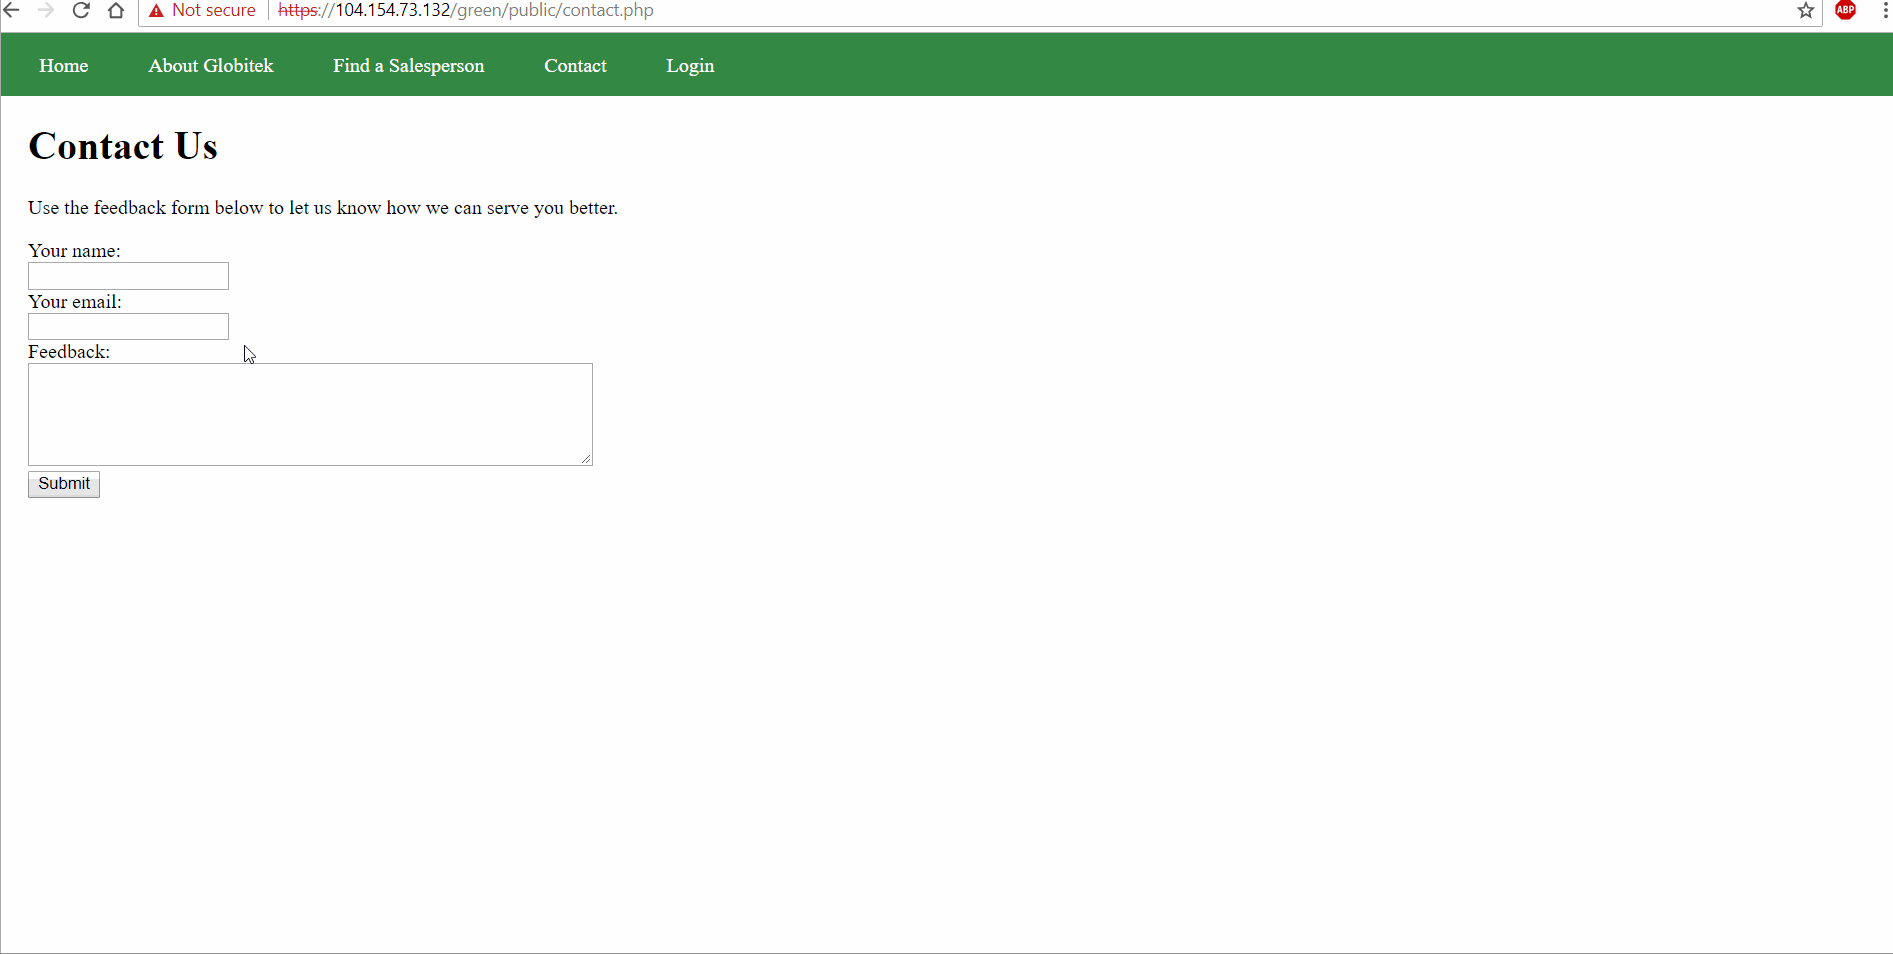 Not secure https://104.154.73.132/green/public/contact.php ABP
Home About Globitek Find a Salesperson Contact Login
Contact Us
Use the feedback form below to let us know how we can serve you better.
Your name:
Your email:
Feedback:
Submit